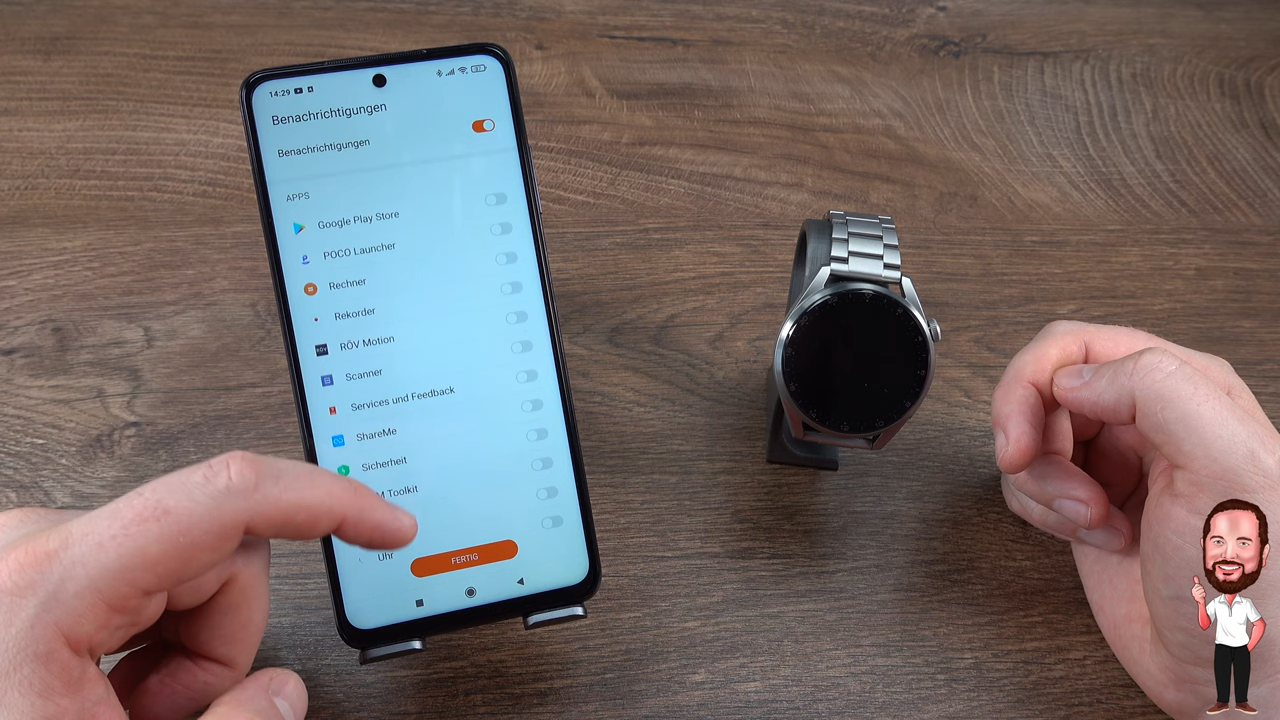 14:29
Benachrichtigungen
Benachrichtigungen
APPS
Google Play Store
POCO Launcher
Rechner
Rekorder
RÖV Motion
Scanner
Services und Feedback
ShareMe
Sicherheit
M Toolkit
Uhr
FERTIG